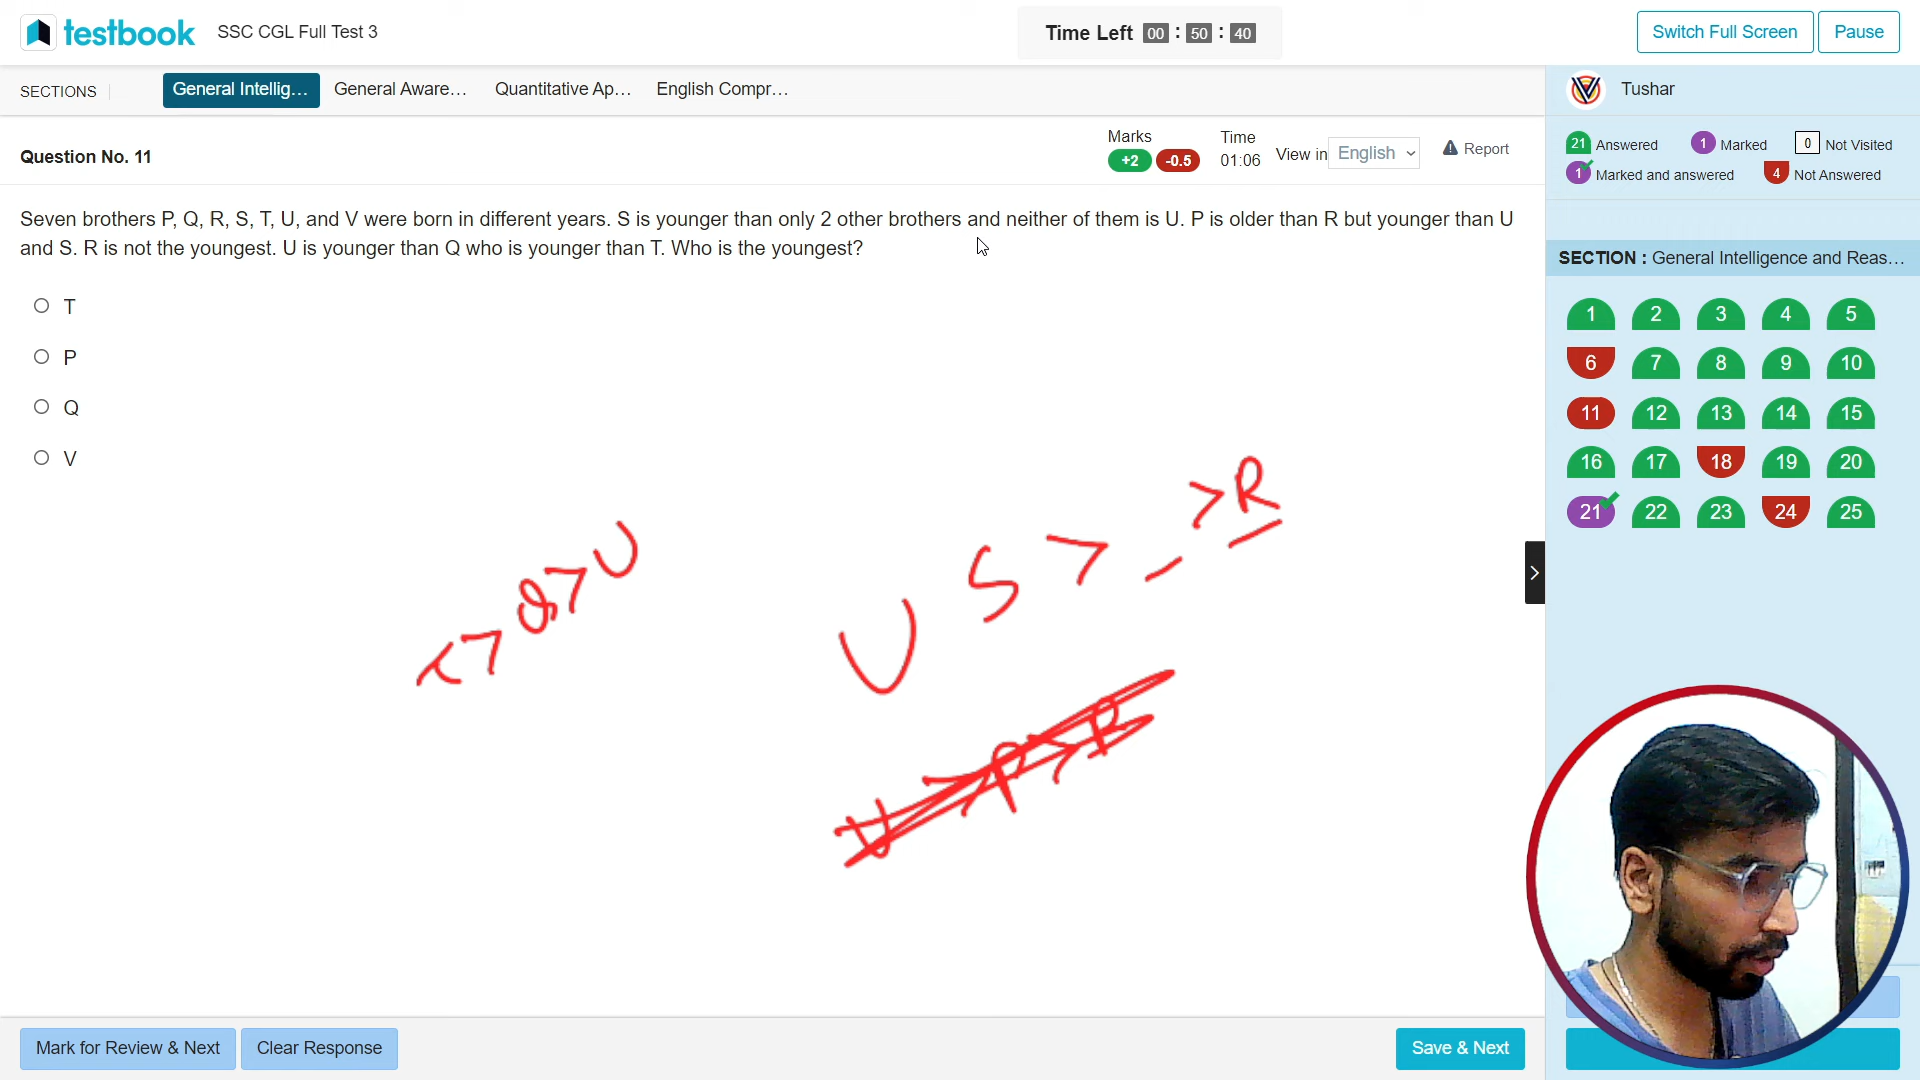 testbook SSC CGL Full Test 3 Time Left 00 : 50 : 40 Switch Full Screen Pause
SECTIONS General Intellig... General Aware... Quantitative Ap... English Compr... Tushar
Question No. 11 Marks +2 -0.5 Time 01:06 View in English Report
21 Answered 1 Marked 0 Not Visited
1 Marked and answered 4 Not Answered
Seven brothers P, Q, R, S, T, U, and V were born in different years. S is younger than only 2 other brothers and neither of them is U. P is older than R but younger than U
and S. R is not the youngest. U is younger than Q who is younger than T. Who is the youngest?
SECTION : General Intelligence and Reas...
T
P
Q
V
1 2 3 4 5
6 7 8 9 10
11 12 13 14 15
16 17 18 19 20
21 22 23 24 25
T > Q > U
U S > _ > R
U > P > R
Mark for Review & Next Clear Response Save & Next